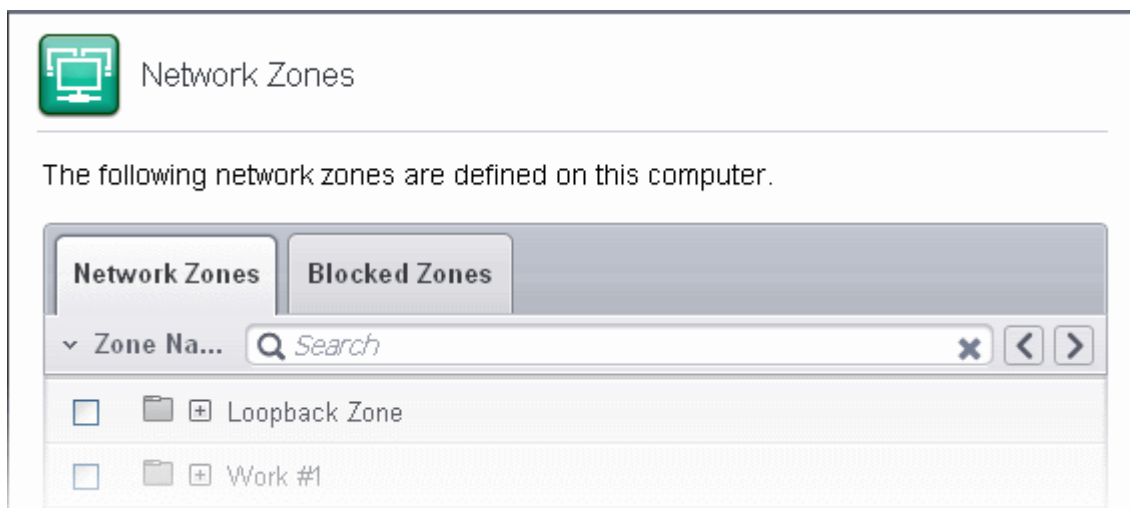 Network Zones
The following network zones are defined on this computer.
Network Zones Blocked Zones
Zone Na... Search
Loopback Zone
Work #1